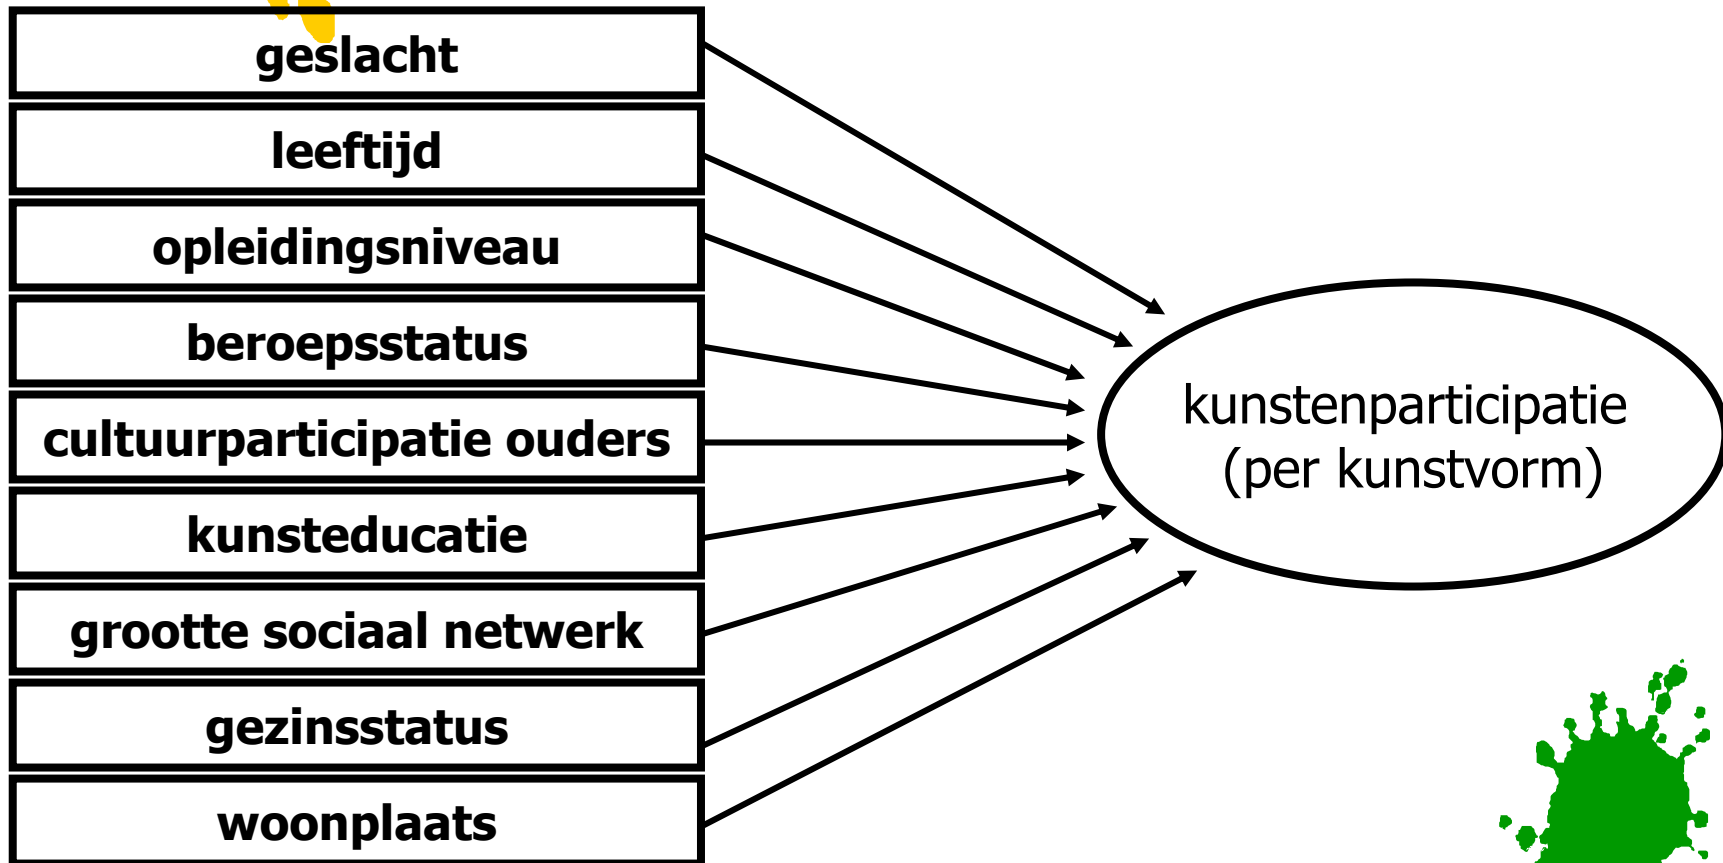 geslacht
leeftijd
opleidingsniveau
beroepsstatus
cultuurparticipatie ouders
kunsteducatie
grootte sociaal netwerk
gezinsstatus
woonplaats
kunstenparticipatie
(per kunstvorm)